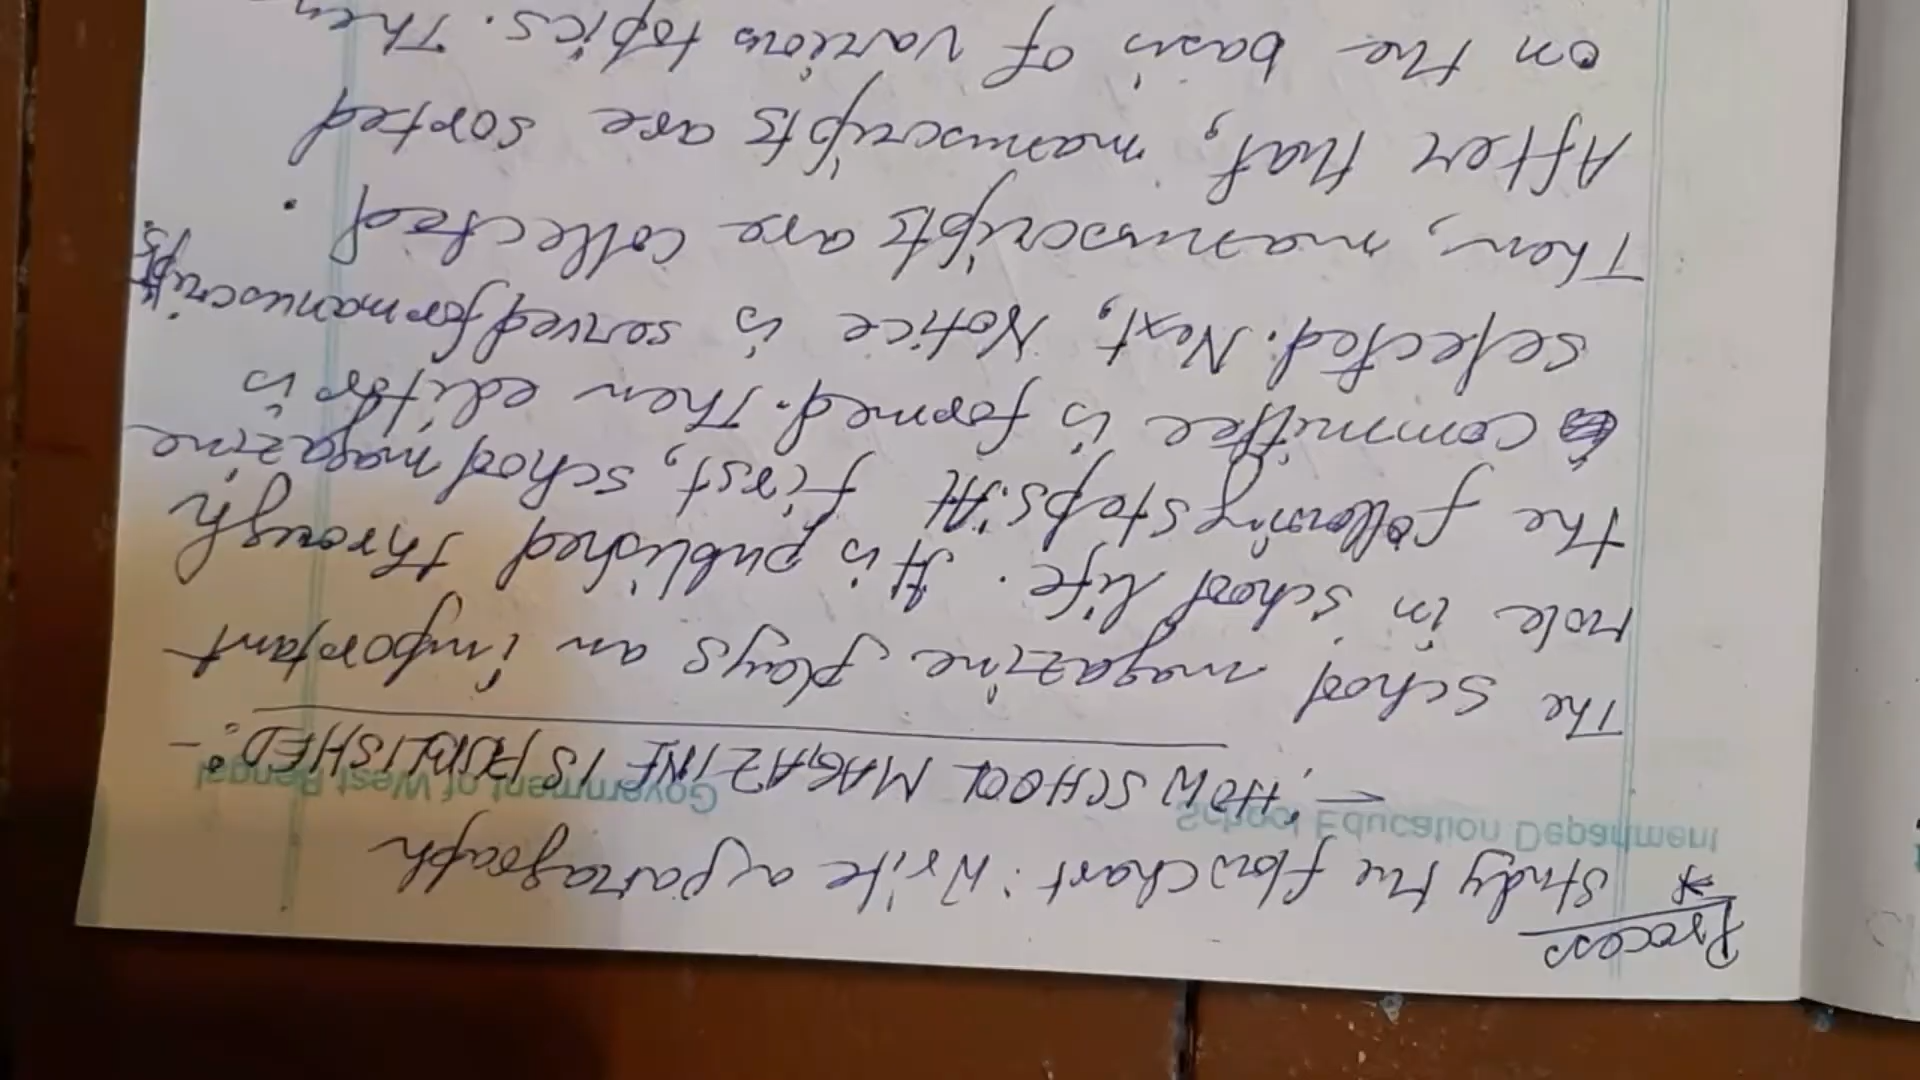 Process
* Study the flow chart: Write a paragraph
School Education Department Government of West Bengal
- HOW SCHOOL MAGAZINE IS PUBLISHED:-
The school magazine plays an important
role in school life. It is published through
the following steps. At first, school magazine
committee is formed. Then editor is
selected. Next, Notice is served for manuscripts.
Then, manuscripts are collected.
After that, manuscripts are sorted
on the basis of various topics. Then